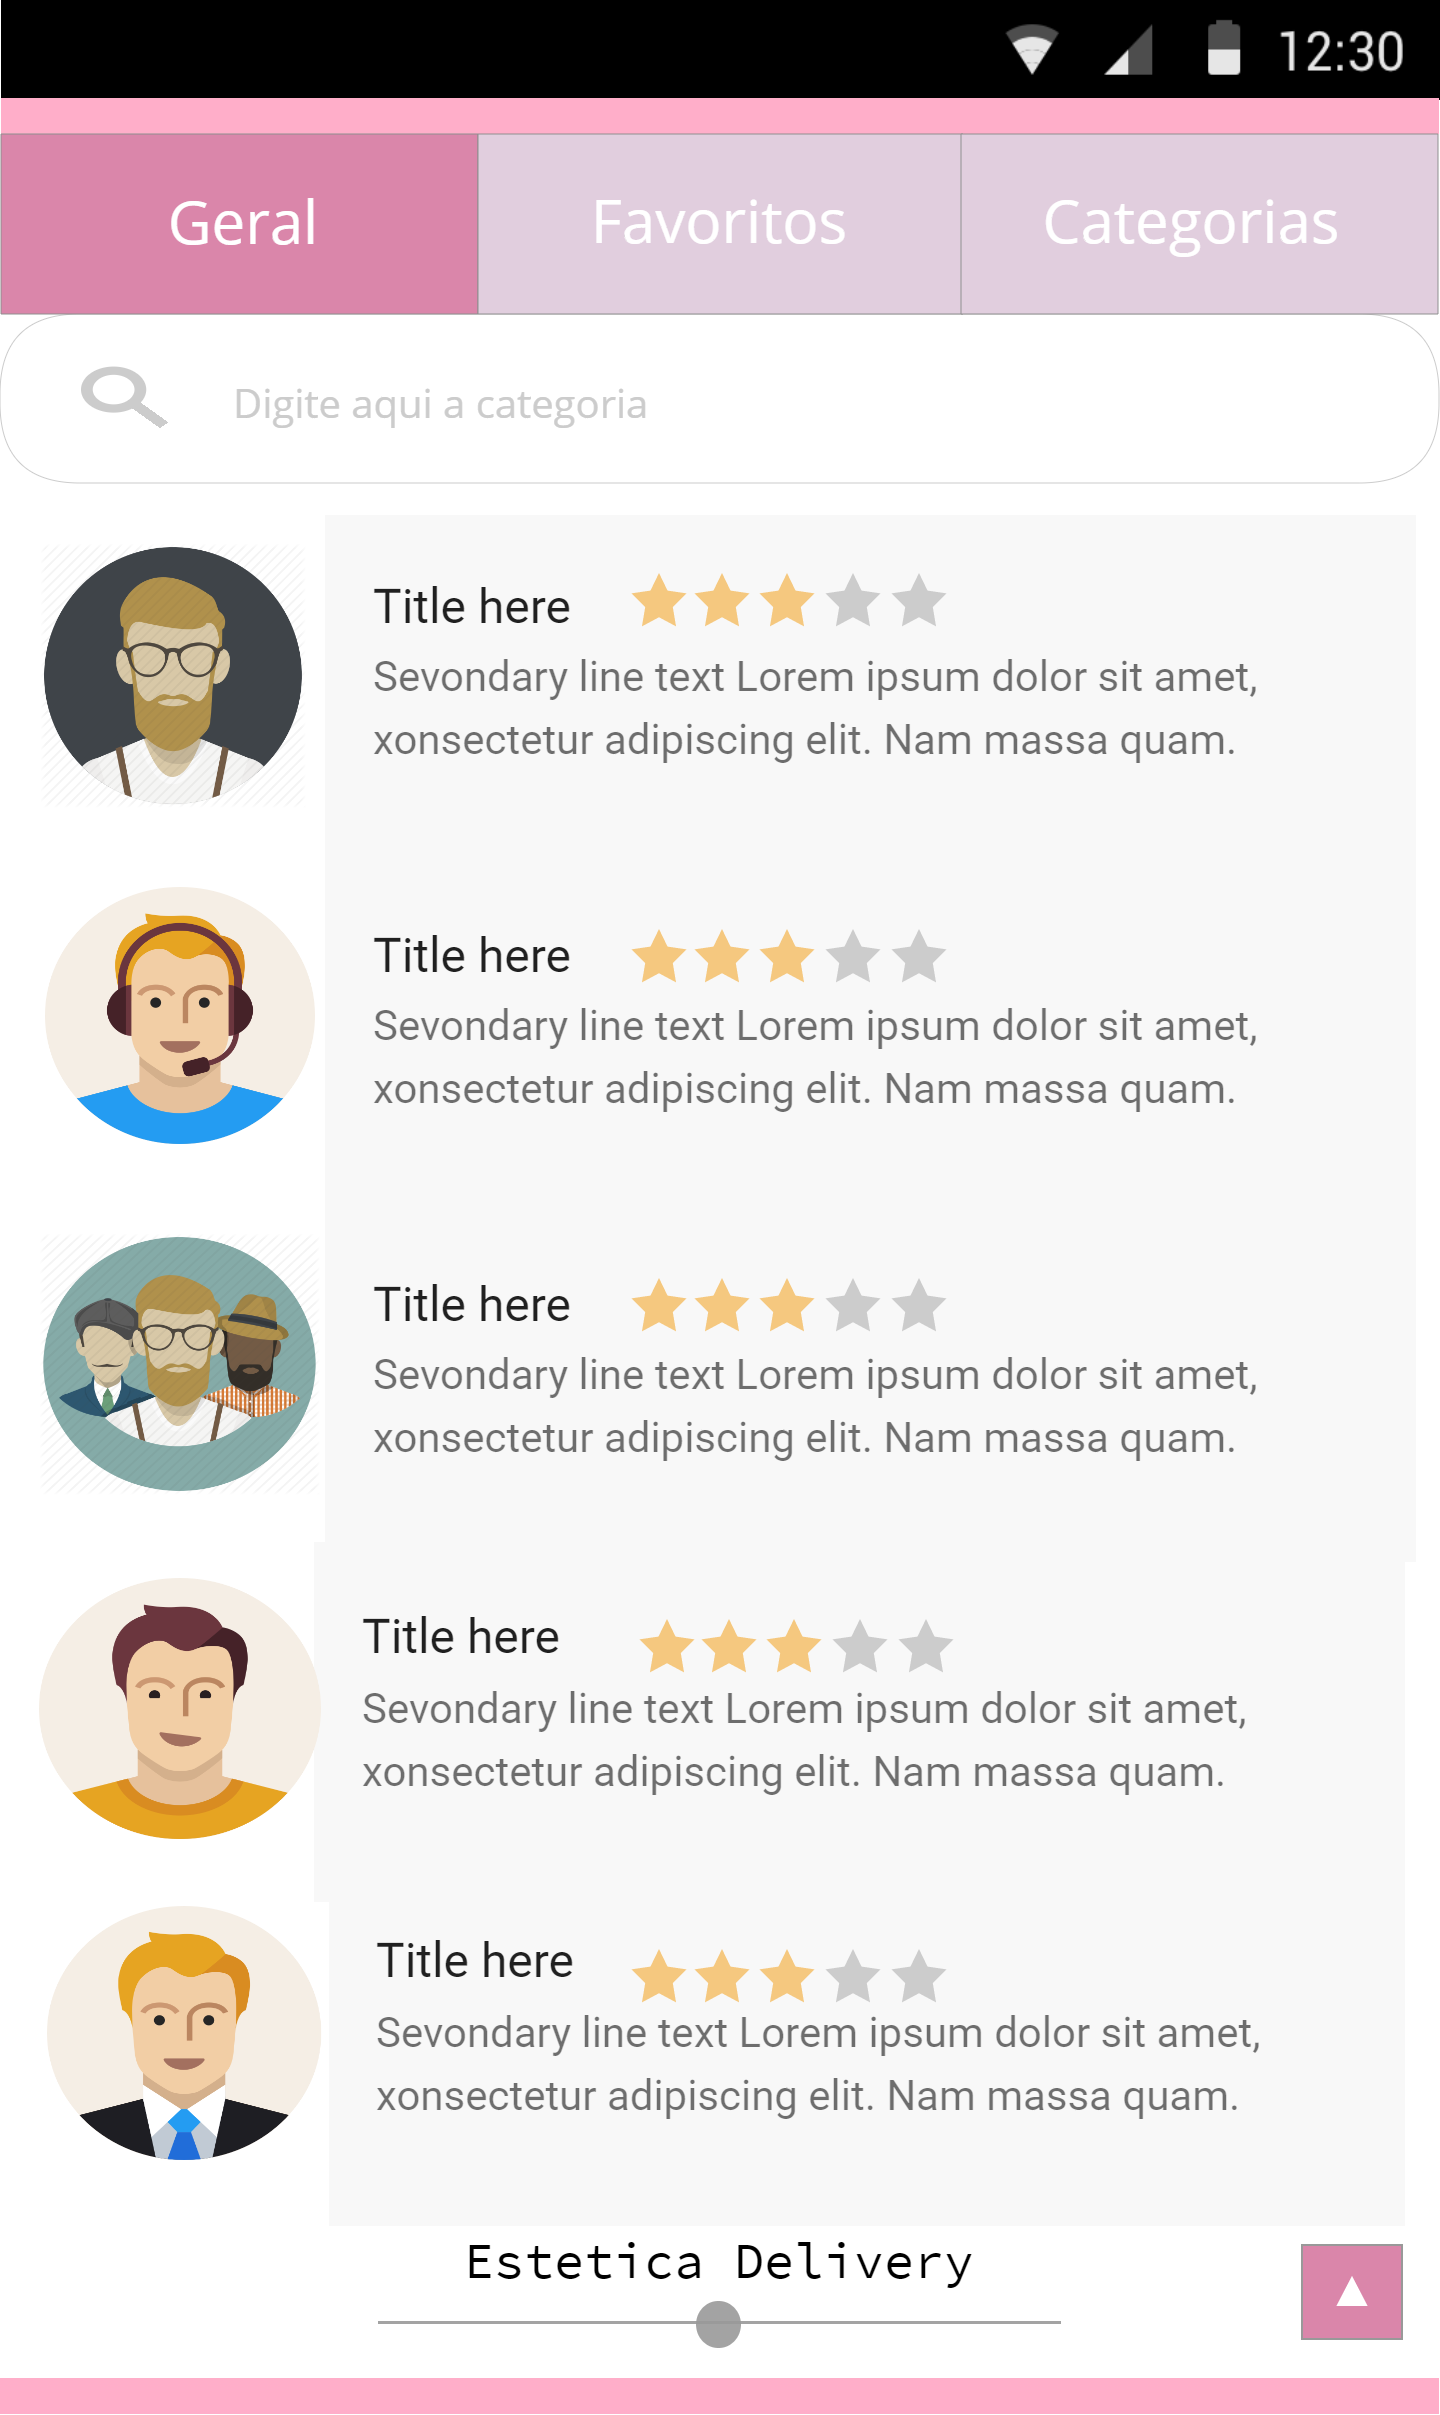 12:30
Geral
Favoritos
Categorias
Digite aqui a categoria
Title here
Sevondary line text Lorem ipsum dolor sit amet,
xonsectetur adipiscing elit. Nam massa quam.
Title here
Sevondary line text Lorem ipsum dolor sit amet,
xonsectetur adipiscing elit. Nam massa quam.
Title here
Sevondary line text Lorem ipsum dolor sit amet,
xonsectetur adipiscing elit. Nam massa quam.
Title here
Sevondary line text Lorem ipsum dolor sit amet,
xonsectetur adipiscing elit. Nam massa quam.
Title here
Sevondary line text Lorem ipsum dolor sit amet,
xonsectetur adipiscing elit. Nam massa quam.
Estetica Delivery